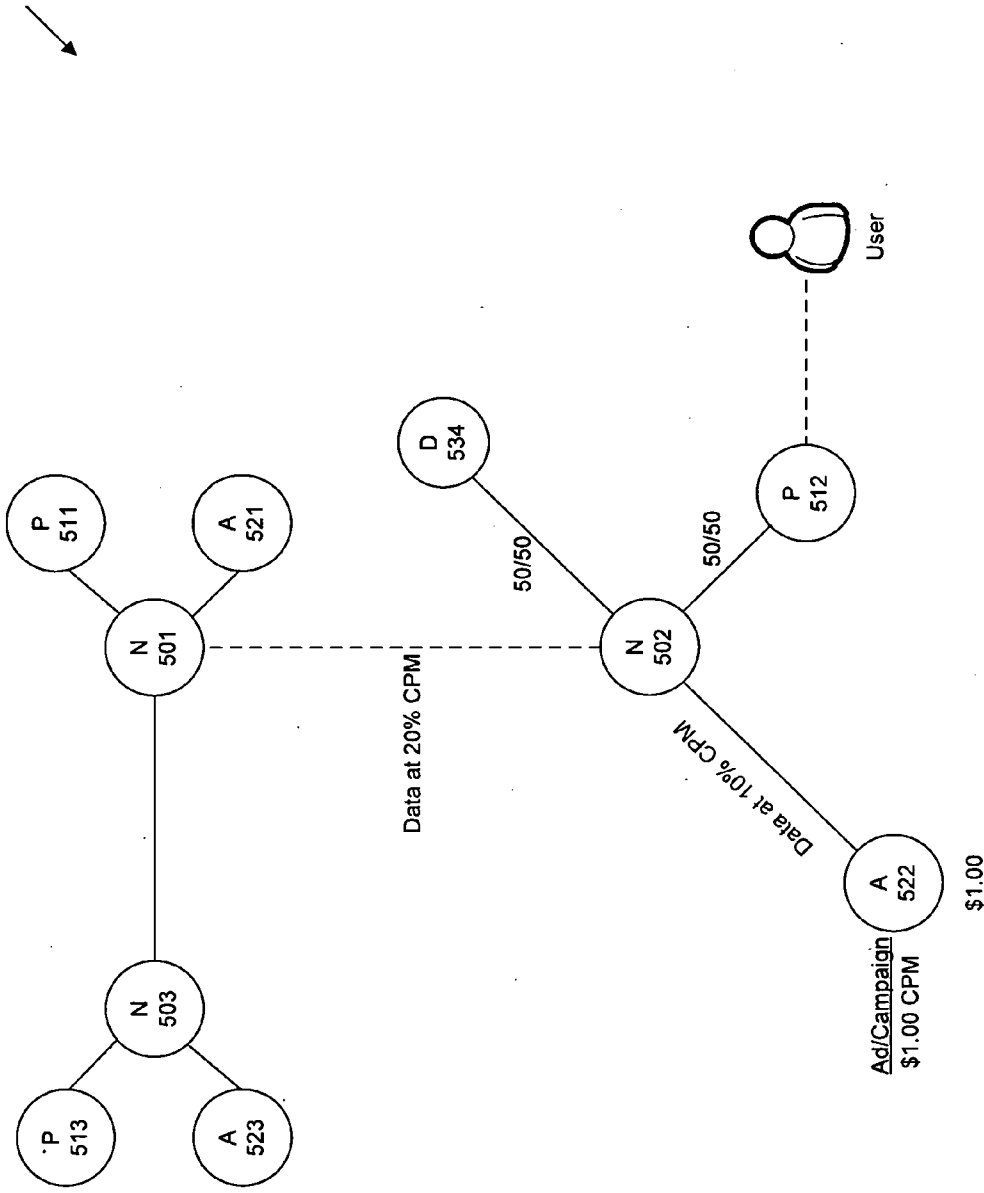 P
513
A
523
N
503
N
501
P
511
A
521
Data at 20% CPM
D
534
50/50
N
502
50/50
P
512
User
Data at 10% CPM
A
522
Ad/Campaign
$1.00 CPM
$1.00